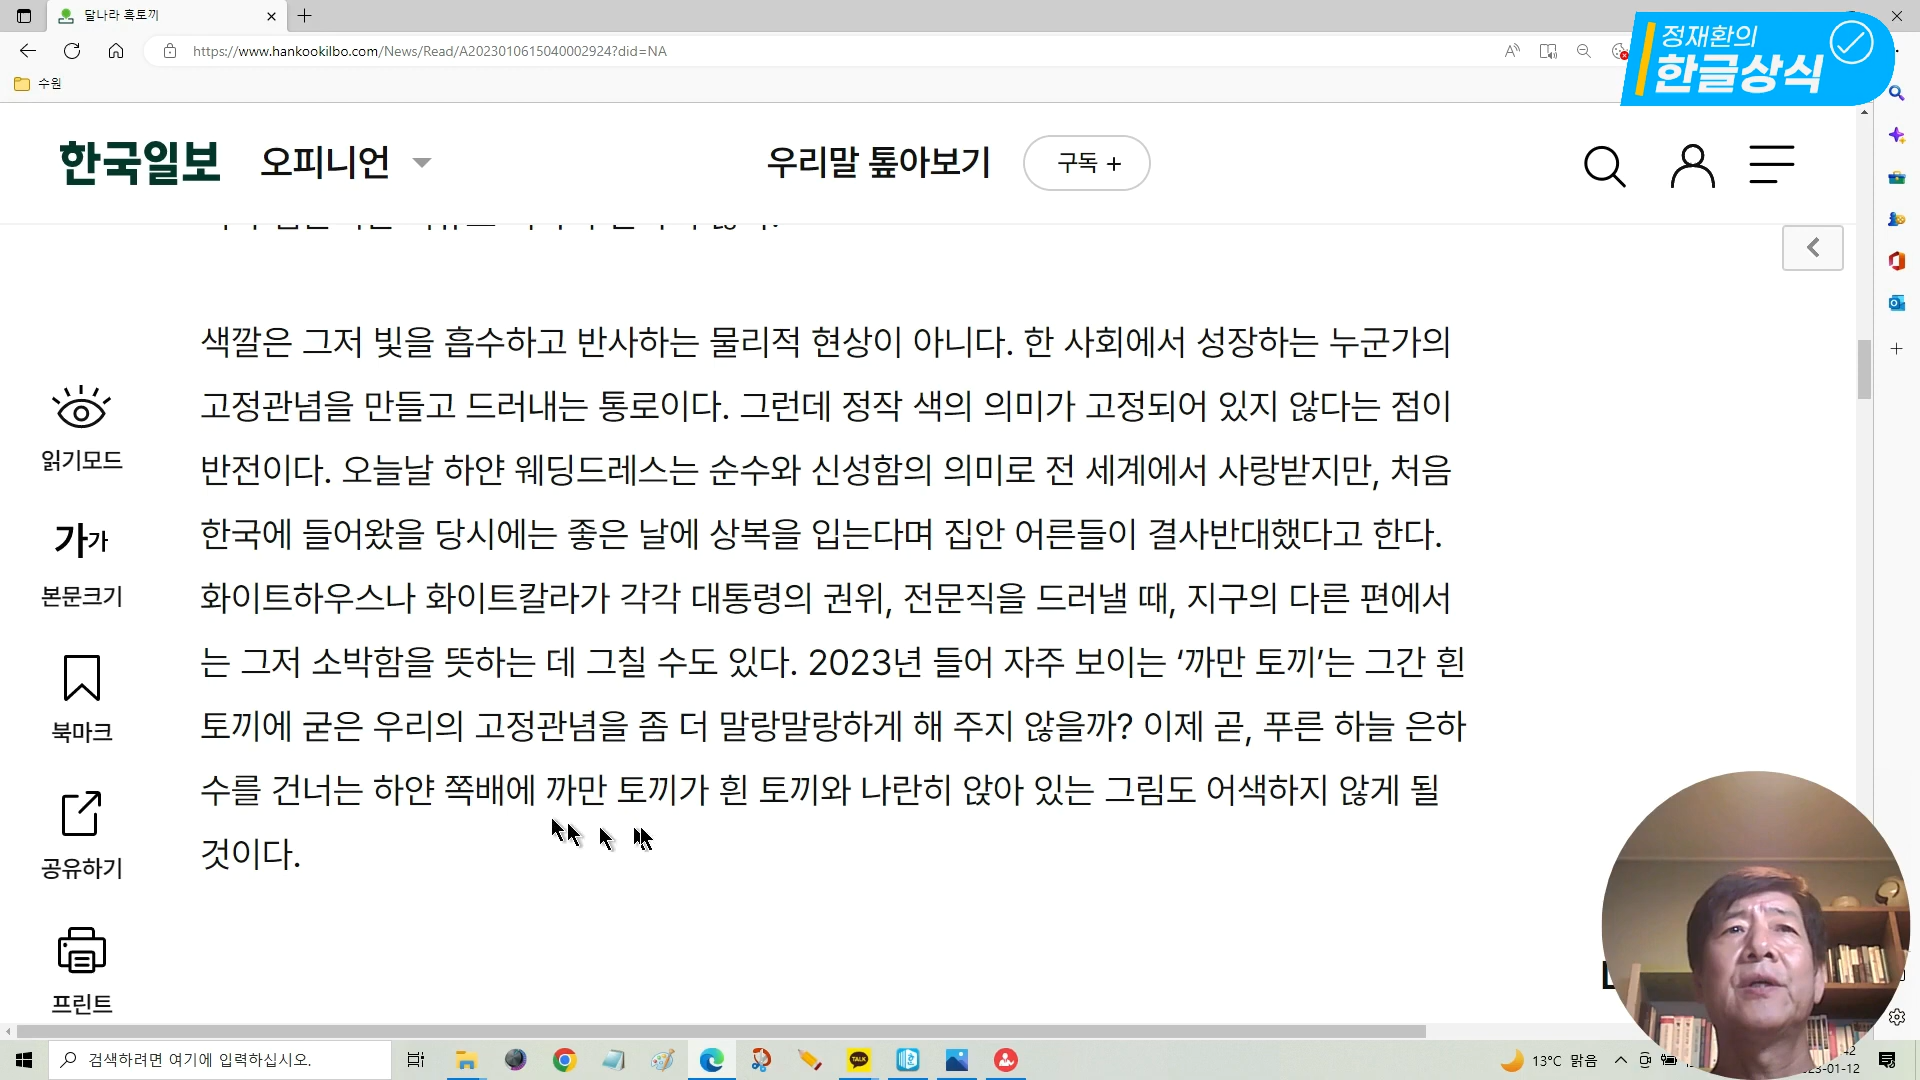 달나라 흑토끼
https://www.hankookilbo.com/News/Read/A2023010615040002924?did=NA
수원
정재환의
한글상식
한국일보 오피니언 우리말 톺아보기 구독 +
색깔은 그저 빛을 흡수하고 반사하는 물리적 현상이 아니다. 한 사회에서 성장하는 누군가의
고정관념을 만들고 드러내는 통로이다. 그런데 정작 색의 의미가 고정되어 있지 않다는 점이
반전이다. 오늘날 하얀 웨딩드레스는 순수와 신성함의 의미로 전 세계에서 사랑받지만, 처음
한국에 들어왔을 당시에는 좋은 날에 상복을 입는다며 집안 어른들이 결사반대했다고 한다.
화이트하우스나 화이트칼라가 각각 대통령의 권위, 전문직을 드러낼 때, 지구의 다른 편에서
는 그저 소박함을 뜻하는 데 그칠 수도 있다. 2023년 들어 자주 보이는 ‘까만 토끼’는 그간 흰
토끼에 굳은 우리의 고정관념을 좀 더 말랑말랑하게 해 주지 않을까? 이제 곧, 푸른 하늘 은하
수를 건너는 하얀 쪽배에 까만 토끼가 흰 토끼와 나란히 앉아 있는 그림도 어색하지 않게 될
것이다.
읽기모드
가가
본문크기
북마크
공유하기
프린트
검색하려면 여기에 입력하십시오.
TALK
13°C 맑음